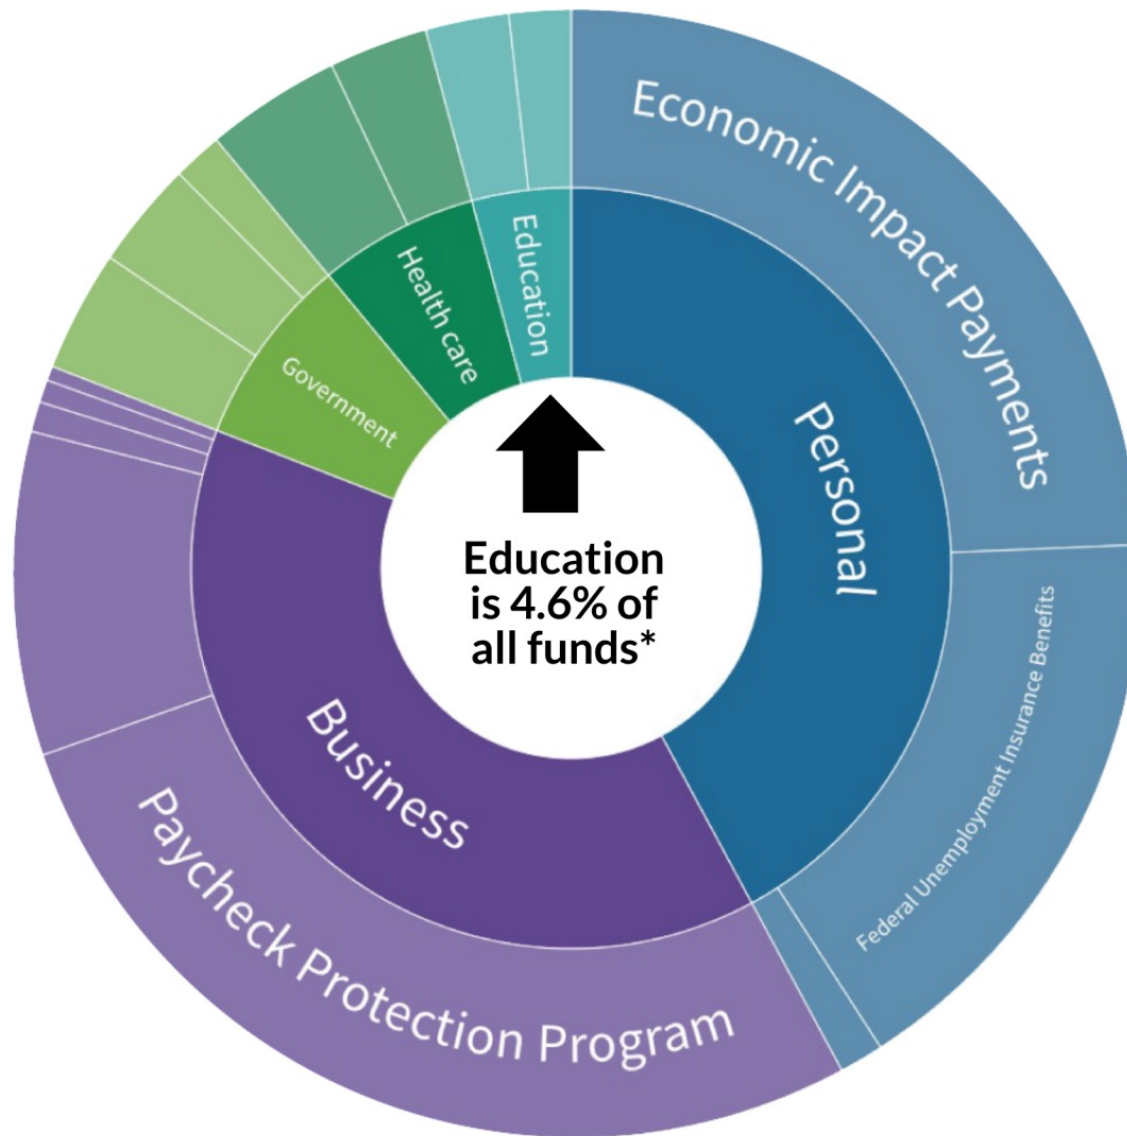 Economic Impact Payments
Personal
Federal Unemployment Insurance Benefits
Paycheck Protection Program
Business
Government
Health care
Education
Education
is 4.6% of
all funds*